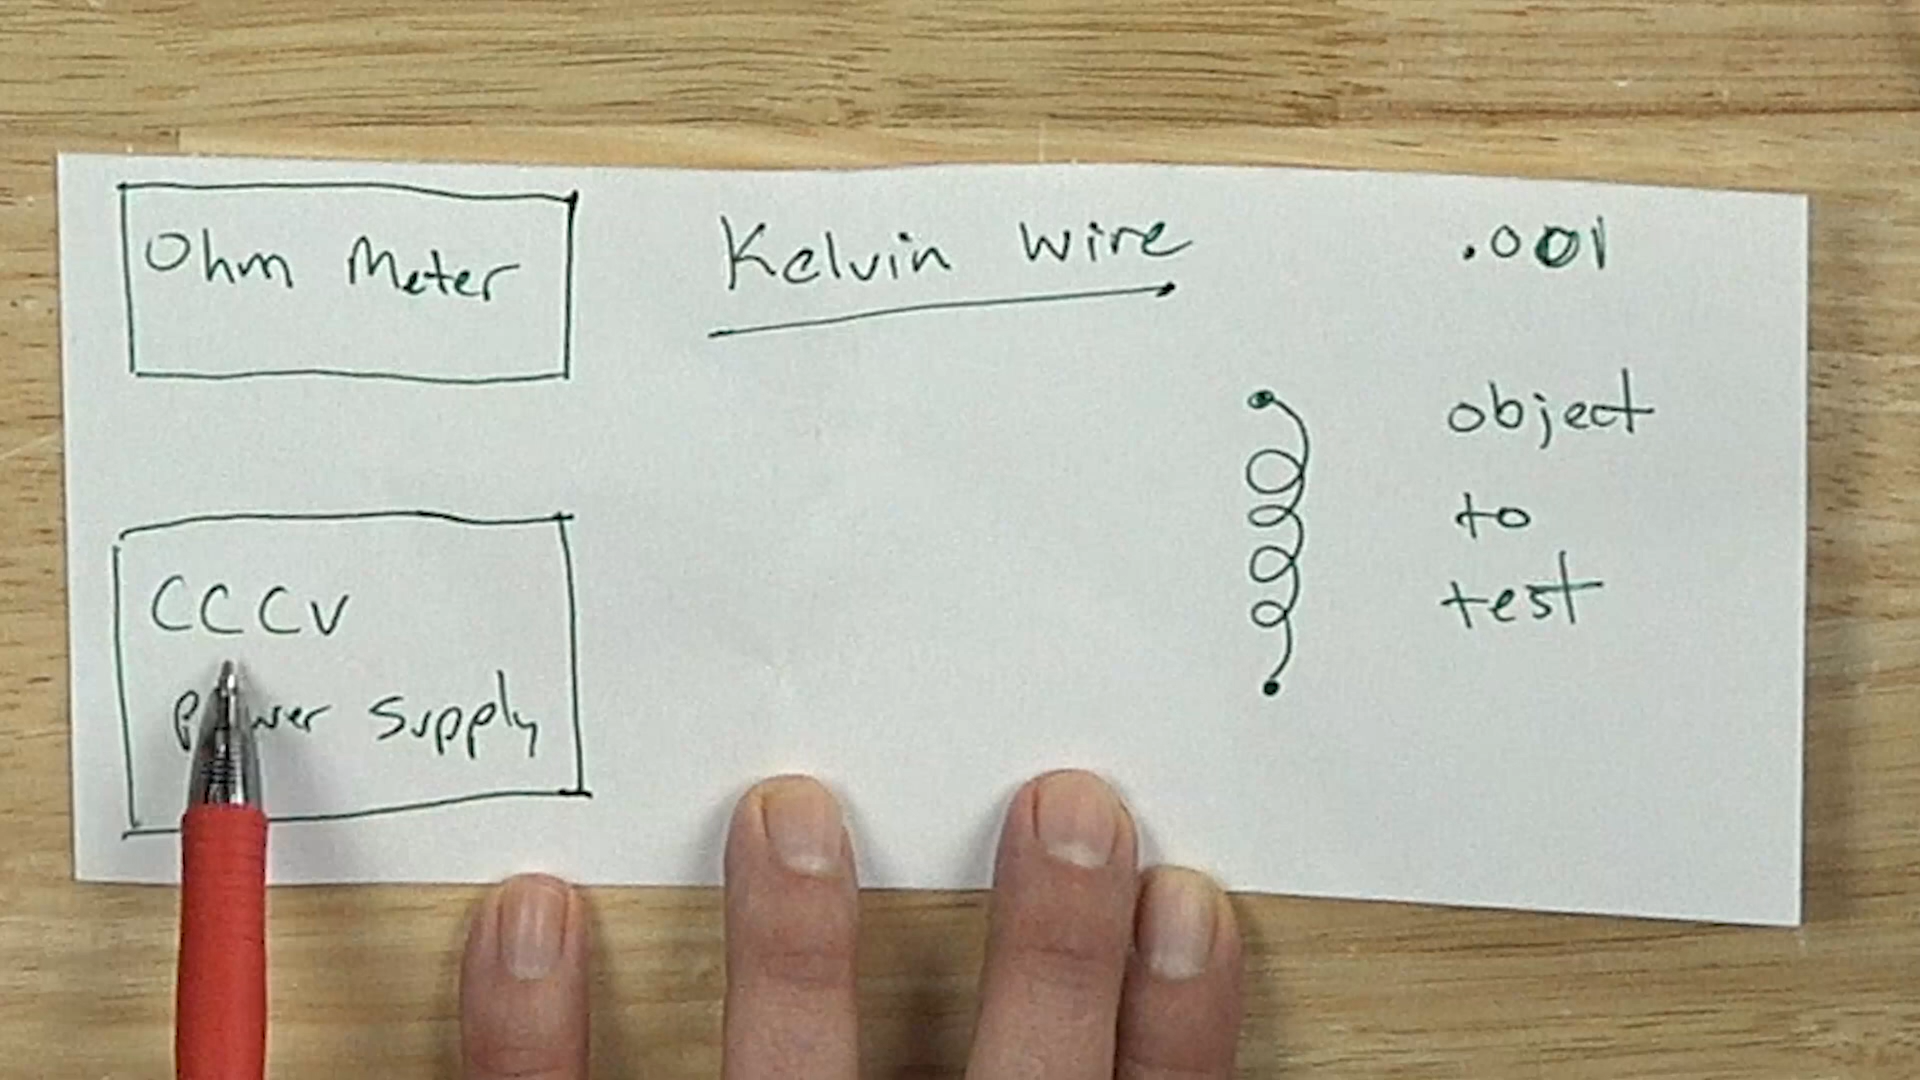 Ohm Meter
Kelvin Wire
.001
object
to
test
CCCV
Power Supply